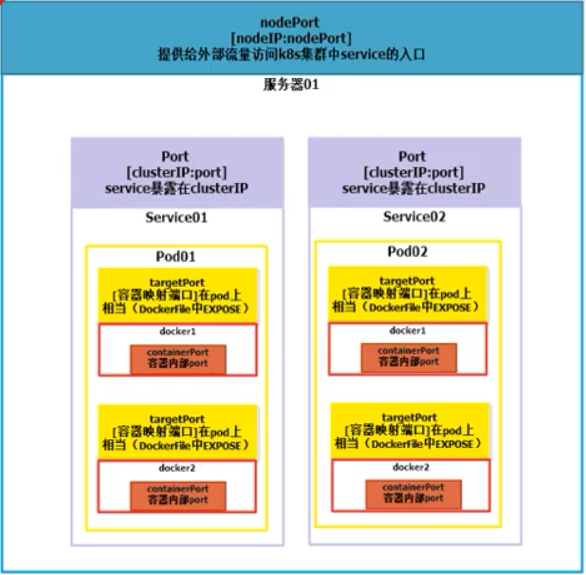 nodePort
[nodeIP:nodePort]
提供给外部流量访问k8s集群中service的入口
服务器01
Port
[clusterIP:port]
service暴露在clusterIP
Service01
Pod01
targetPort
[容器映射端口]在pod上
相当（DockerFile中EXPOSE）
docker1
containerPort
容器内部port
targetPort
[容器映射端口]在pod上
相当（DockerFile中EXPOSE）
docker2
containerPort
容器内部port
Port
[clusterIP:port]
service暴露在clusterIP
Service02
Pod02
targetPort
[容器映射端口]在pod上
相当（DockerFile中EXPOSE）
docker1
containerPort
容器内部port
targetPort
[容器映射端口]在pod上
相当（DockerFile中EXPOSE）
docker2
containerPort
容器内部port